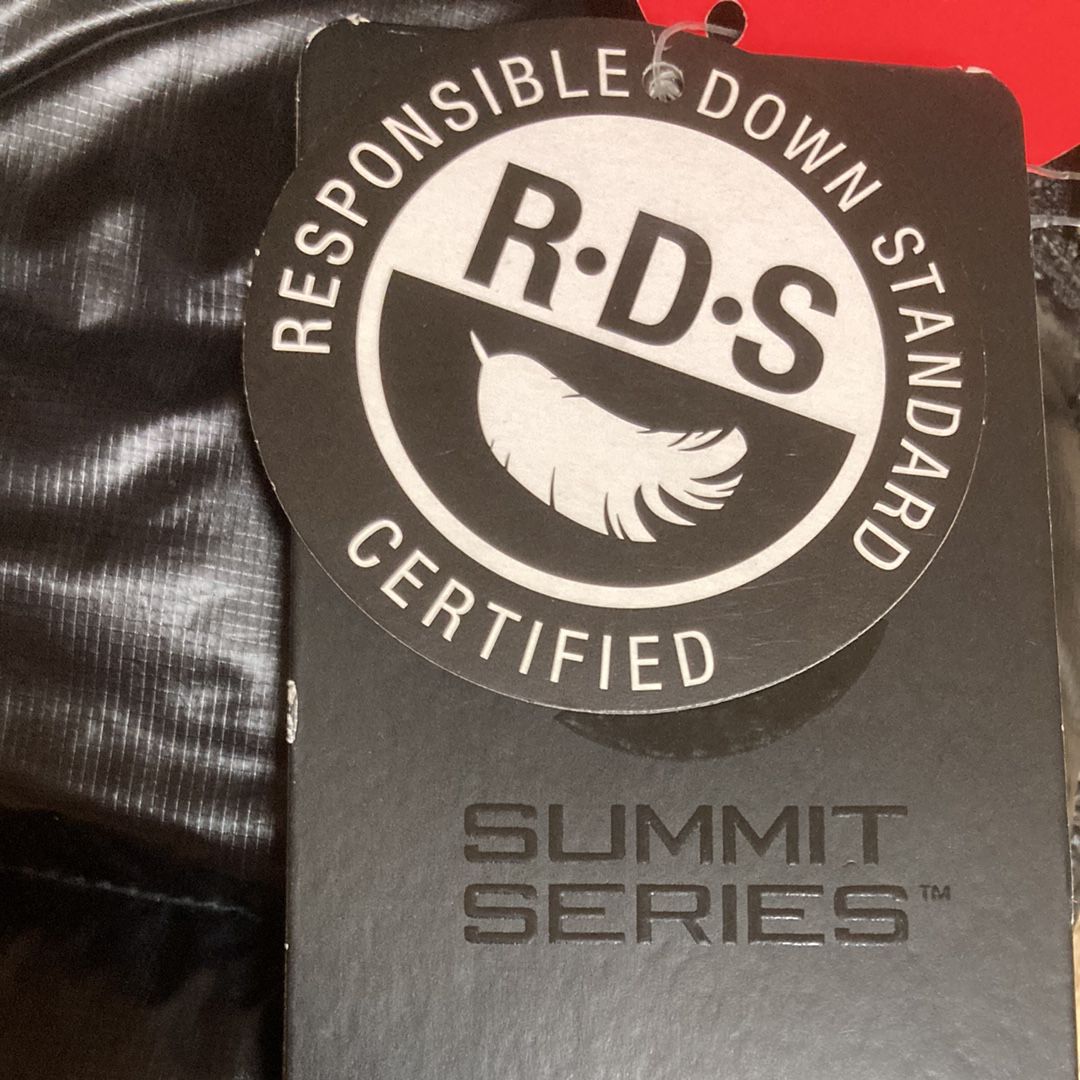 RESPONSIBLE DOWN STANDARD
R·D·S
CERTIFIED
SUMMIT
SERIES™